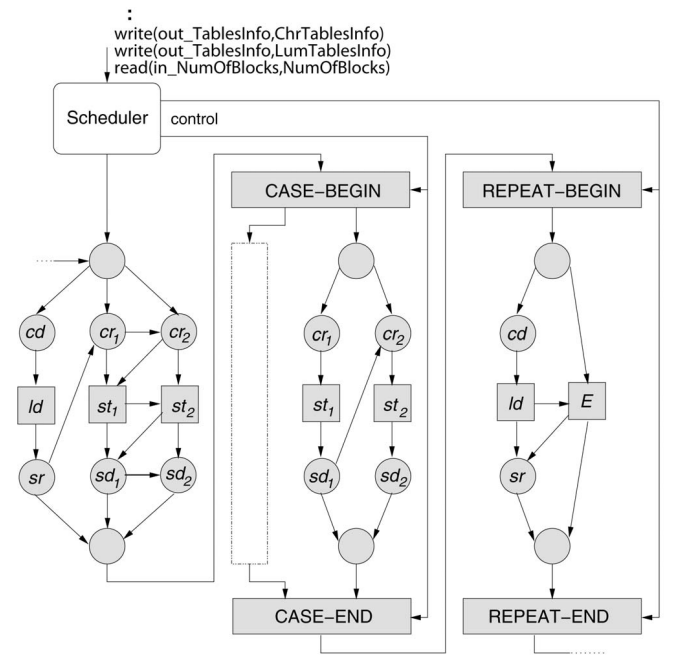 :
write(out_TablesInfo,ChrTablesInfo)
write(out_TablesInfo,LumTablesInfo)
read(in_NumOfBlocks,NumOfBlocks)
Scheduler
control
CASE−BEGIN
REPEAT−BEGIN
cd
cr1
cr2
ld
st1
st2
sr
sd1
sd2
cr1
cr2
st1
st2
sd1
sd2
cd
ld
E
sr
CASE−END
REPEAT−END